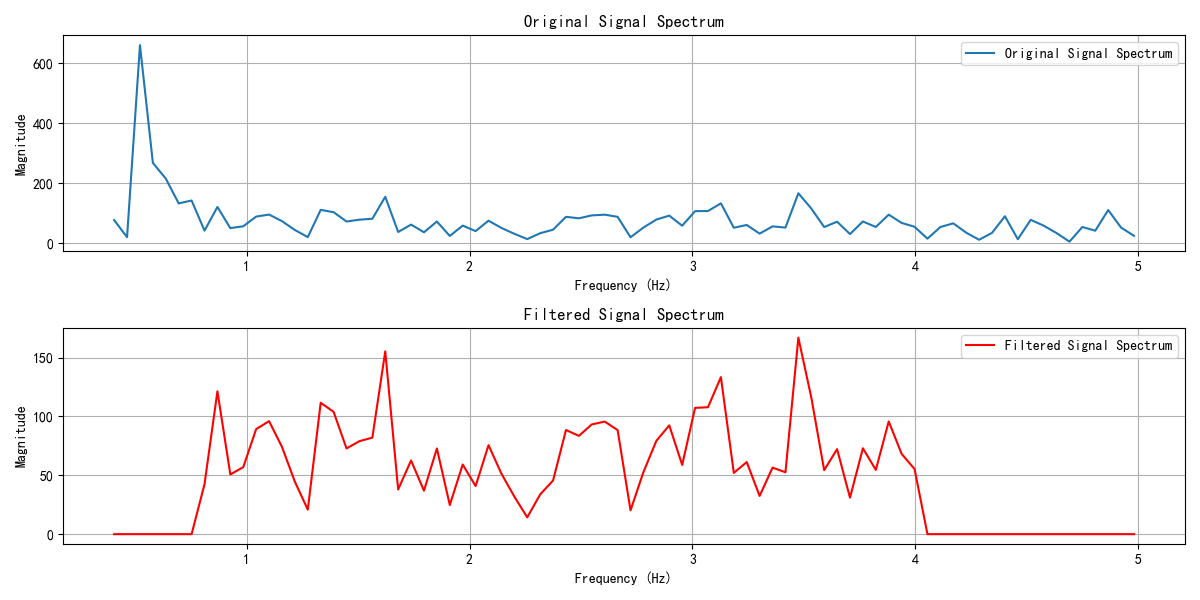 Original Signal Spectrum
Original Signal Spectrum
Magnitude
600
400
200
0
1 2 3 4 5
Frequency (Hz)
Filtered Signal Spectrum
Filtered Signal Spectrum
Magnitude
150
100
50
0
1 2 3 4 5
Frequency (Hz)